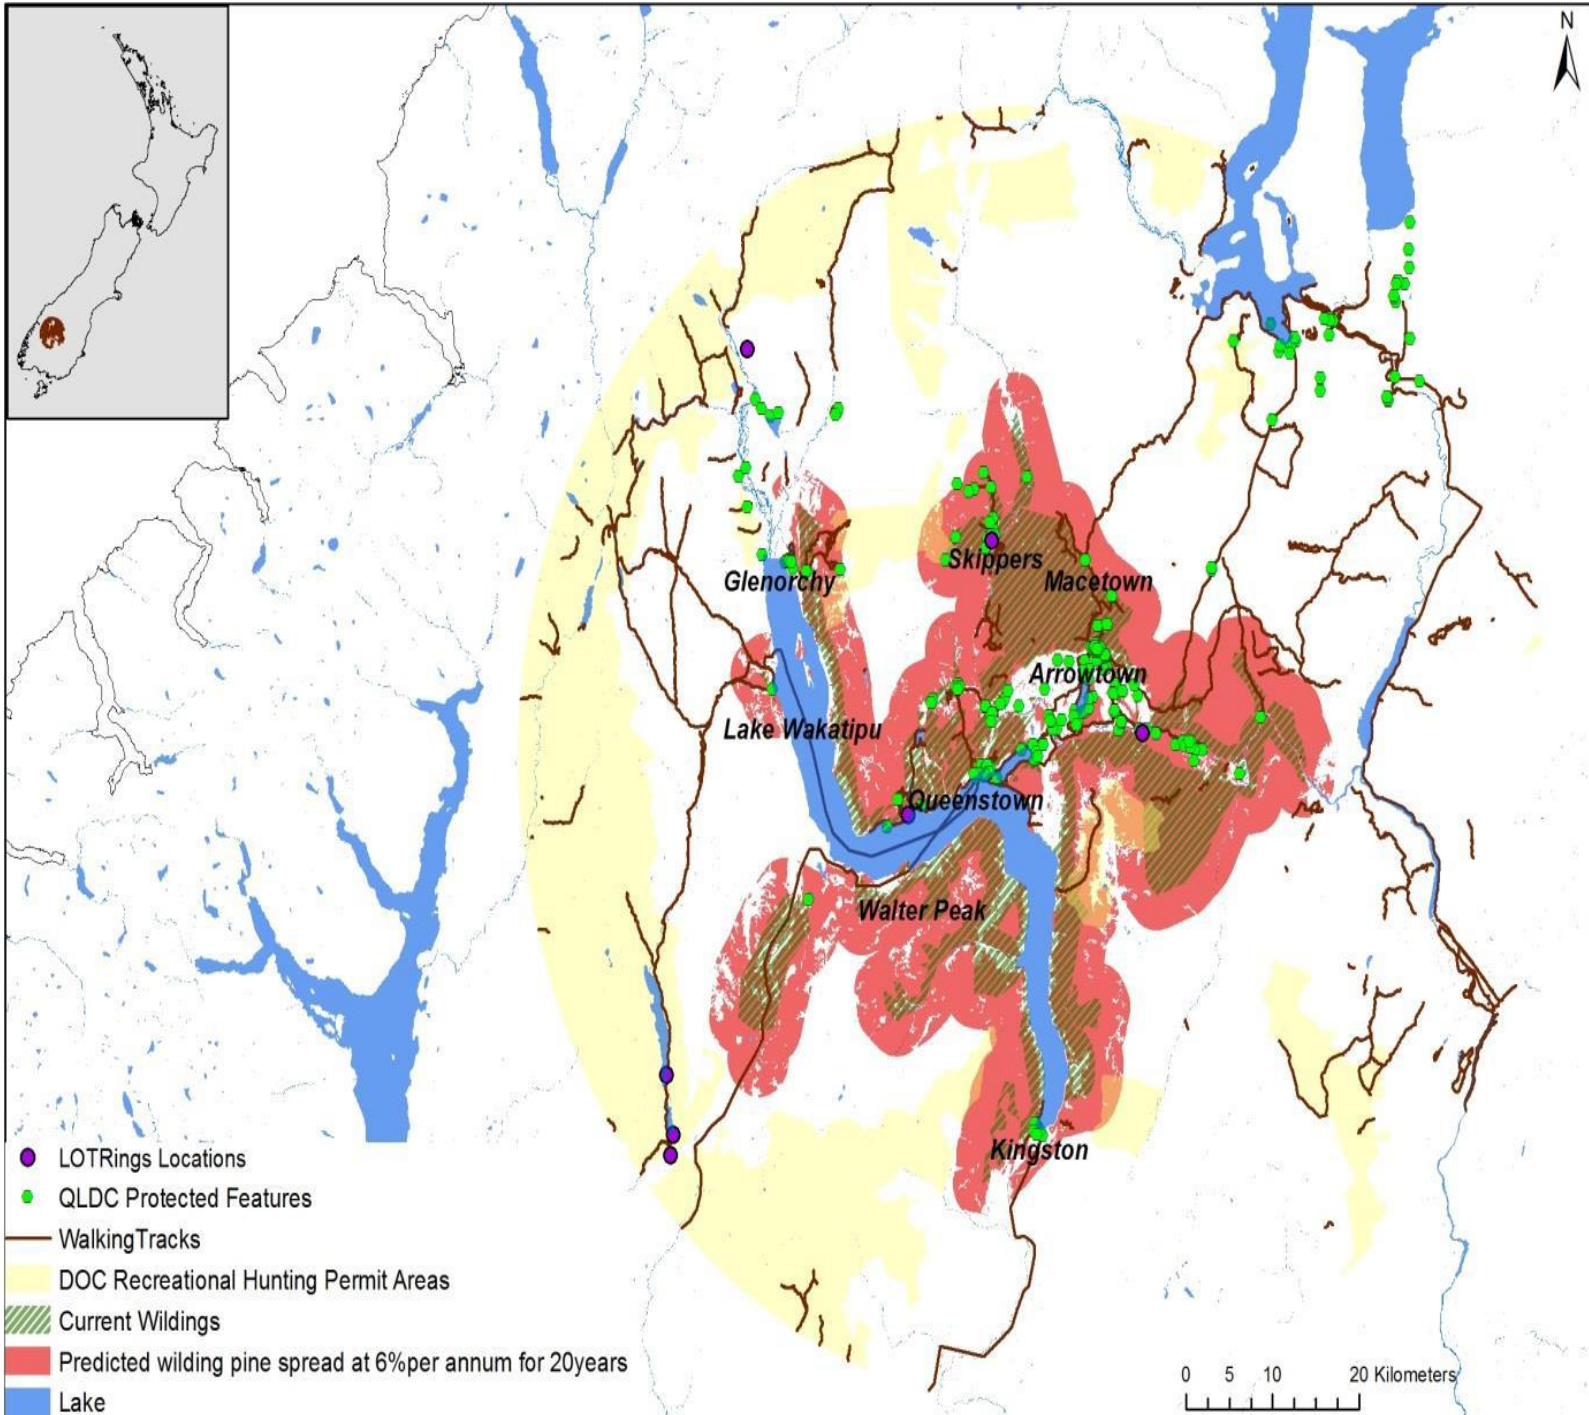 N
Skippers
Glenorchy
Macetown
Arrowtown
Lake Wakatipu
Queenstown
Walter Peak
Kingston
LOTRings Locations
QLDC Protected Features
WalkingTracks
DOC Recreational Hunting Permit Areas
Current Wildings
Predicted wilding pine spread at 6%per annum for 20years
Lake
0 5 10 20 Kilometers